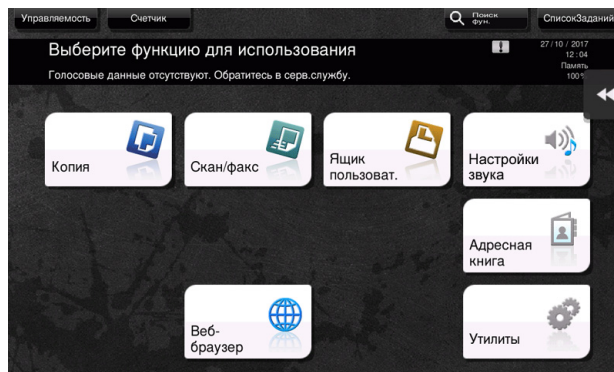 Управляемость
Счетчик
Поиск
фун.
СписокЗаданий
Выберите функцию для использования
27/10 / 2017
12:04
Голосовые данные отсутствуют. Обратитесь в серв.службу.
Память
100%
Копия
Скан/факс
Ящик
пользоват.
Настройки
звука
Адресная
книга
Веб-
браузер
Утилиты